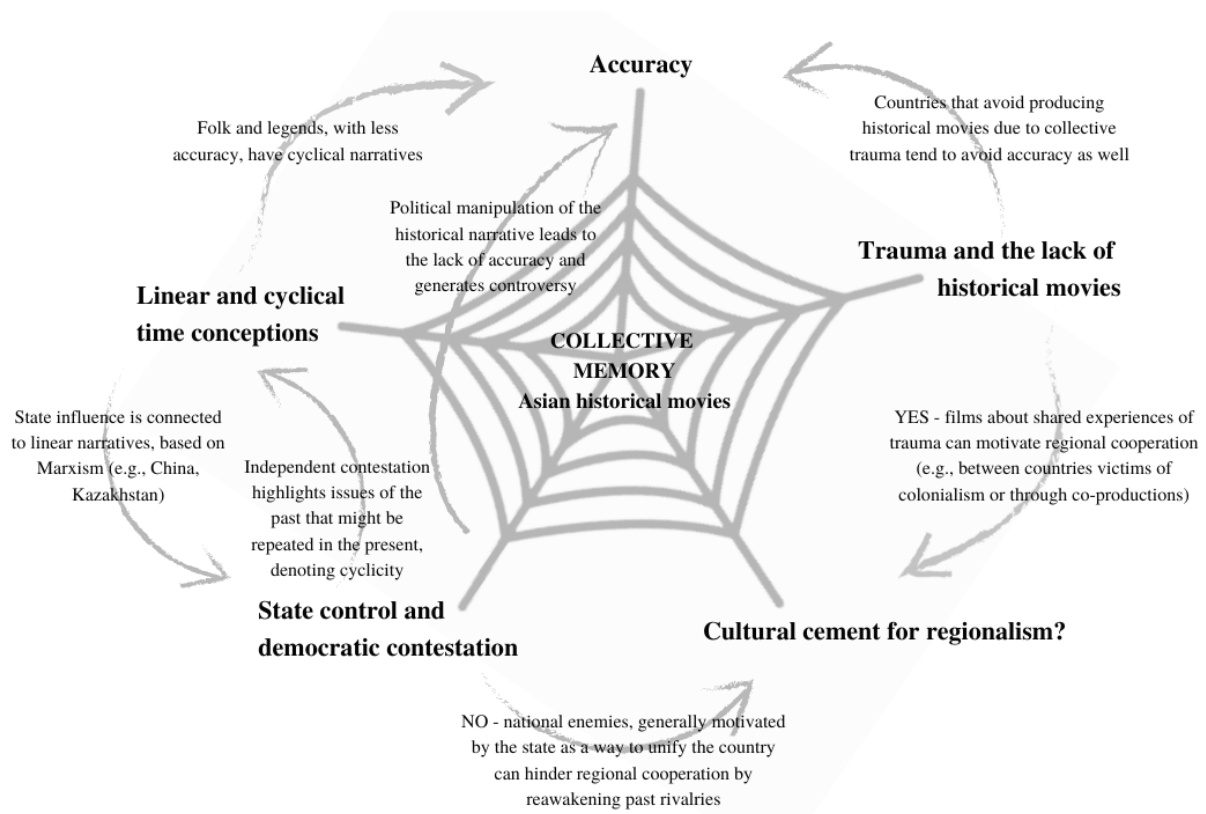 Accuracy
Folk and legends, with less
accuracy, have cyclical narratives
Countries that avoid producing
historical movies due to collective
trauma tend to avoid accuracy as well
Political manipulation of the
historical narrative leads to
the lack of accuracy and
generates controversy
Trauma and the lack of
historical movies
Linear and cyclical
time conceptions
COLLECTIVE
MEMORY
Asian historical movies
State influence is connected
to linear narratives, based on
Marxism (e.g., China,
Kazakhstan)
Independent contestation
highlights issues of the
past that might be
repeated in the present,
denoting cyclicity
YES - films about shared experiences of
trauma can motivate regional cooperation
(e.g., between countries victims of
colonialism or through co-productions)
State control and
democratic contestation
Cultural cement for regionalism?
NO - national enemies, generally motivated
by the state as a way to unify the country
can hinder regional cooperation by
reawakening past rivalries